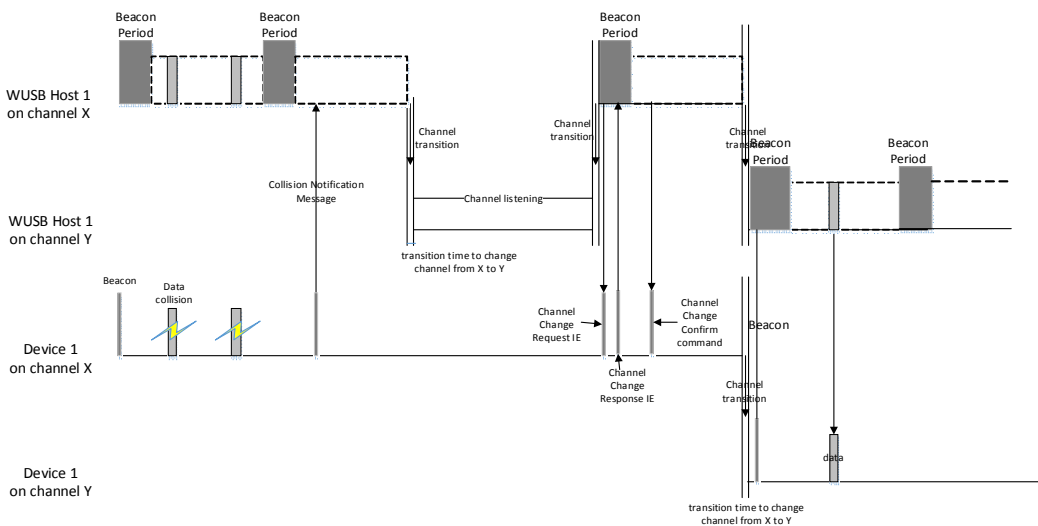 Beacon
Period
Beacon
Period
Beacon
Period
WUSB Host 1
on channel X
Channel
transition
Channel
transition
Channel
transition
Beacon
Period
Beacon
Period
Collision Notification
Message
Channel listening
WUSB Host 1
on channel Y
transition time to change
channel from X to Y
Beacon
Data
collision
Channel
Change
Request IE
Channel
Change
Confirm
command
Beacon
Device 1
on channel X
Channel
Change
Response IE
Channel
transition
data
Device 1
on channel Y
transition time to change
channel from X to Y